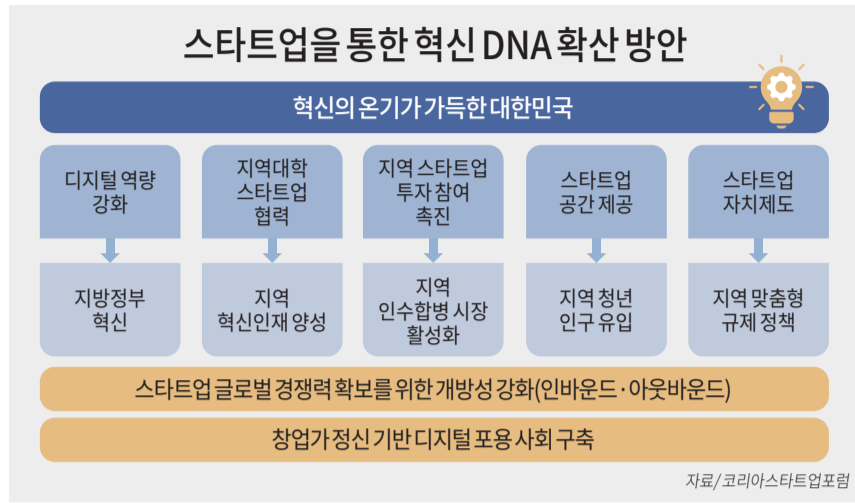 스타트업을 통한 혁신 DNA 확산 방안
혁신의 온기가 가득한 대한민국
디지털 역량
강화
지역대학
스타트업
협력
지역 스타트업
투자 참여
촉진
스타트업
공간 제공
스타트업
자치제도
지방정부
혁신
지역
혁신인재 양성
지역
인수합병 시장
활성화
지역 청년
인구 유입
지역 맞춤형
규제 정책
스타트업 글로벌 경쟁력 확보를 위한 개방성 강화(인바운드·아웃바운드)
창업가 정신 기반 디지털 포용 사회 구축
자료/코리아스타트업포럼